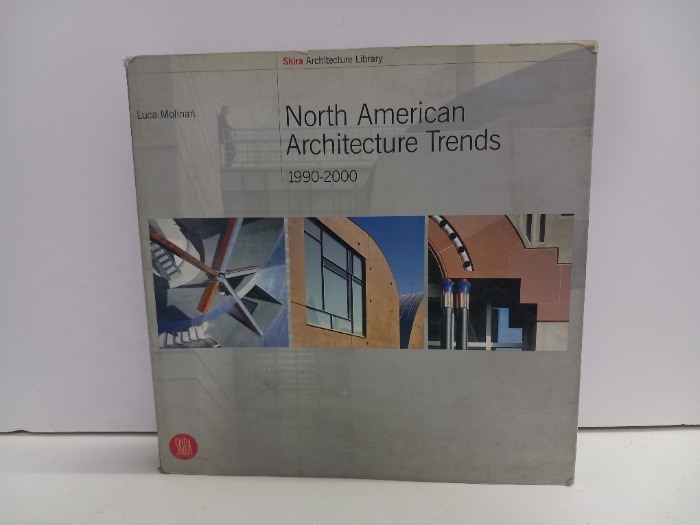 Skira Architecture Library
Luca Molinari
North American
Architecture Trends
1990-2000
SKIRA